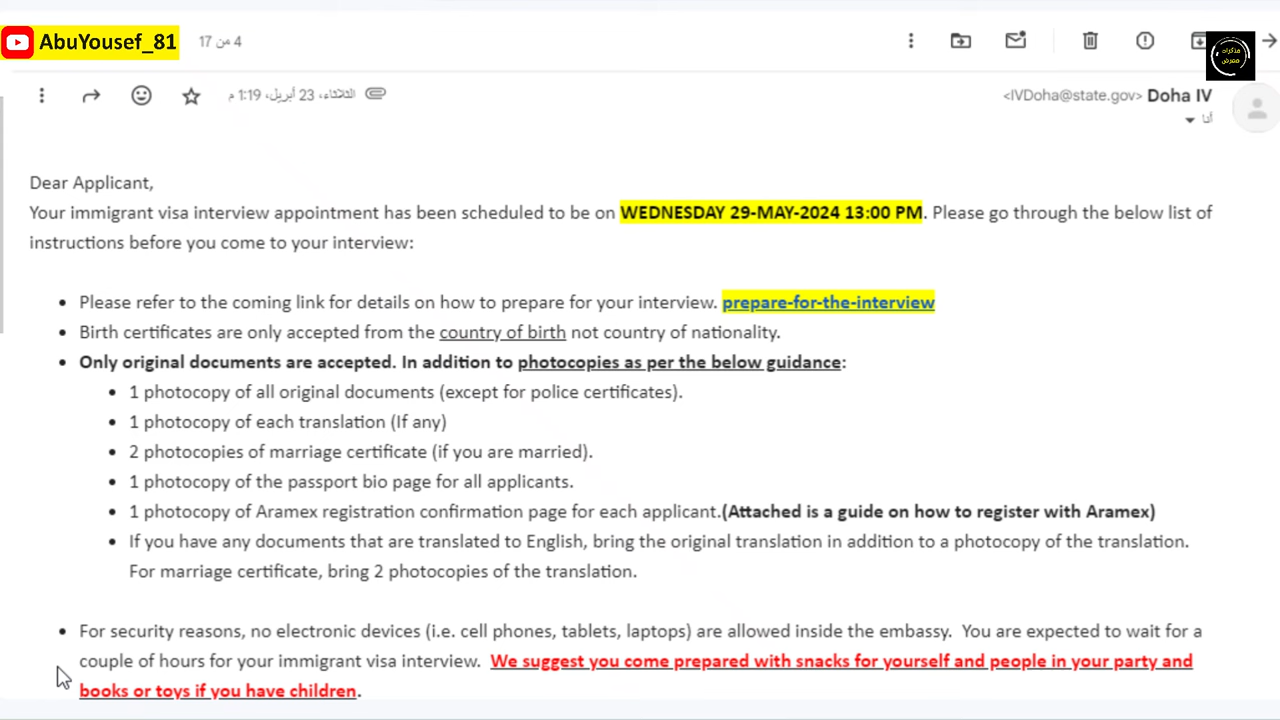 AbuYousef_81
4 من 17
مذكرات
مهرض
الثلاثاء، 23 أبريل، 1:19 م
<IVDoha@state.gov> Doha IV
أنا
Dear Applicant,
Your immigrant visa interview appointment has been scheduled to be on WEDNESDAY 29-MAY-2024 13:00 PM. Please go through the below list of
instructions before you come to your interview:
• Please refer to the coming link for details on how to prepare for your interview. prepare-for-the-interview
• Birth certificates are only accepted from the country of birth not country of nationality.
• Only original documents are accepted. In addition to photocopies as per the below guidance:
• 1 photocopy of all original documents (except for police certificates).
• 1 photocopy of each translation (If any)
• 2 photocopies of marriage certificate (if you are married).
• 1 photocopy of the passport bio page for all applicants.
• 1 photocopy of Aramex registration confirmation page for each applicant.(Attached is a guide on how to register with Aramex)
• If you have any documents that are translated to English, bring the original translation in addition to a photocopy of the translation.
For marriage certificate, bring 2 photocopies of the translation.
• For security reasons, no electronic devices (i.e. cell phones, tablets, laptops) are allowed inside the embassy. You are expected to wait for a
couple of hours for your immigrant visa interview. We suggest you come prepared with snacks for yourself and people in your party and
books or toys if you have children.